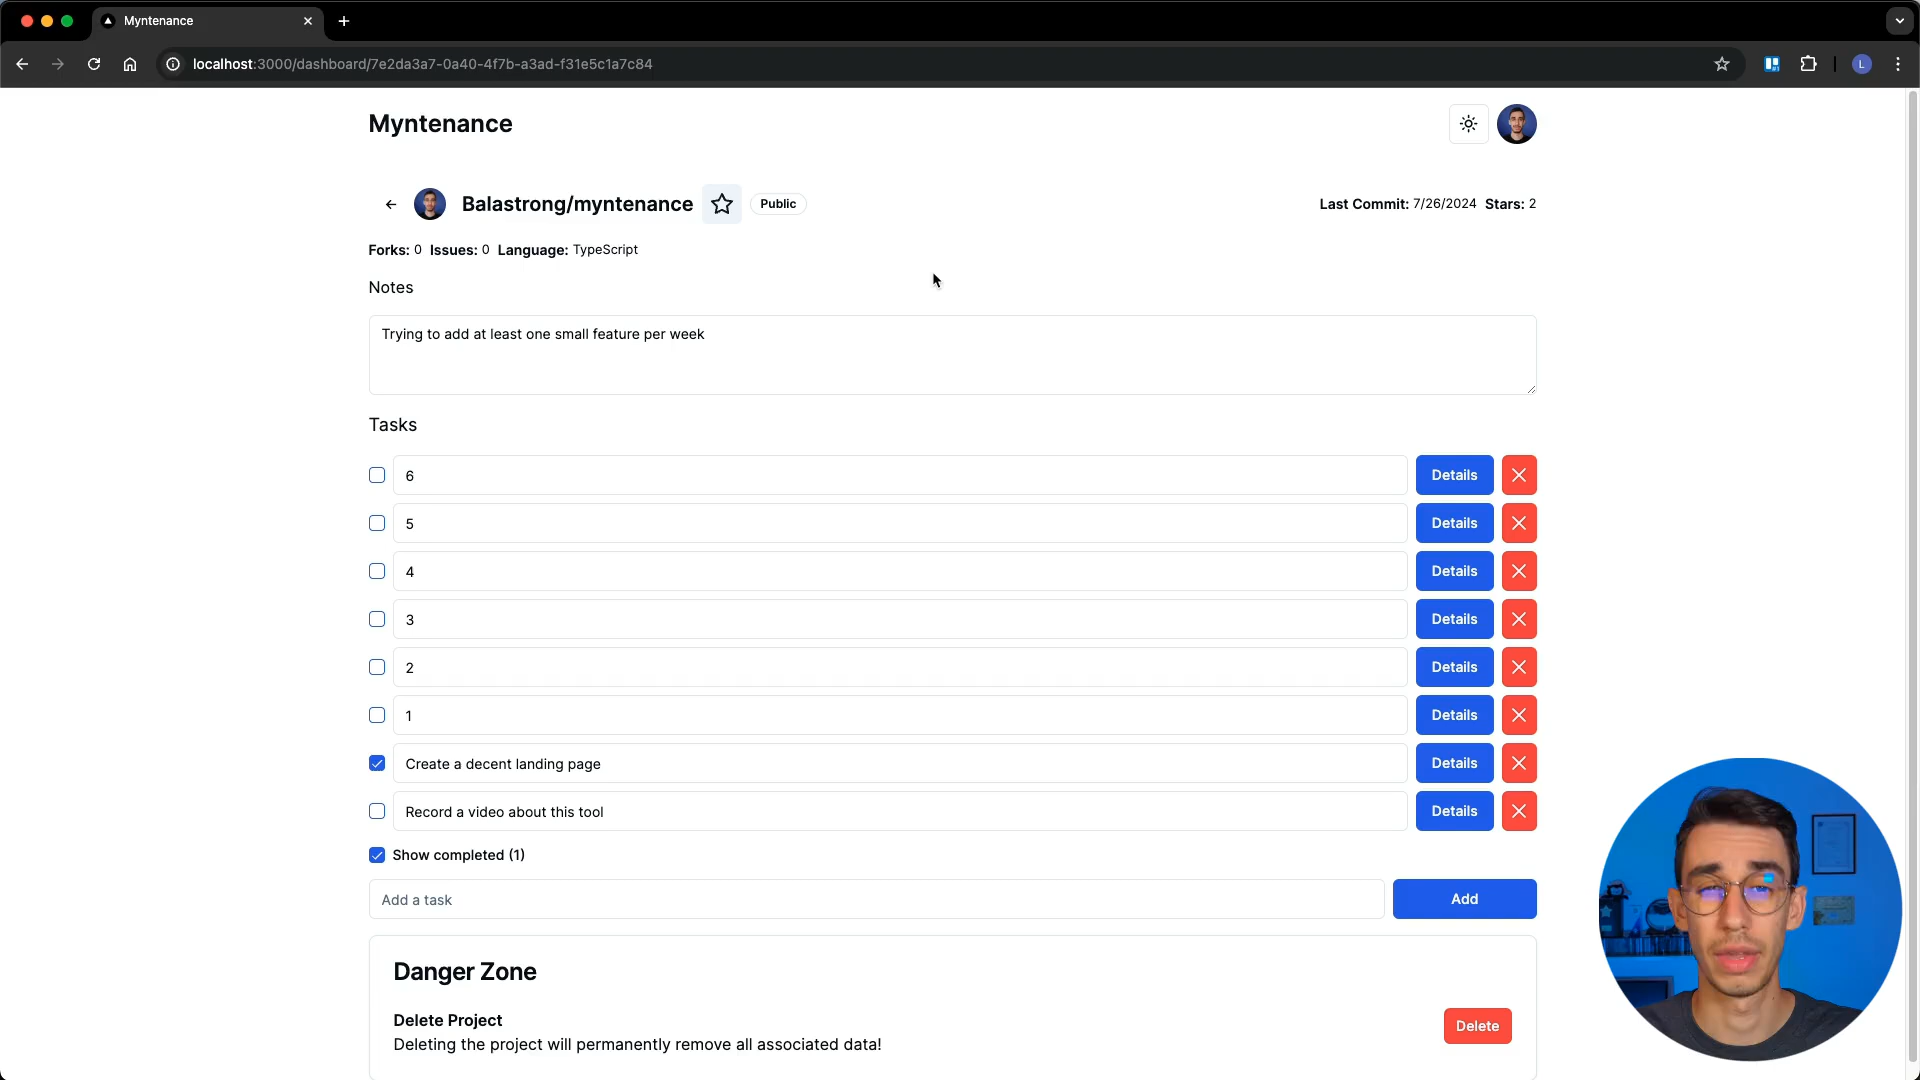 Myntenance
localhost:3000/dashboard/7e2da3a7-0a40-4f7b-a3ad-f31e5c1a7c84
L
Myntenance
Balastrong/myntenance
Public
Last Commit: 7/26/2024 Stars: 2
Forks: 0 Issues: 0 Language: TypeScript
Notes
Trying to add at least one small feature per week
Tasks
6
Details
5
Details
4
Details
3
Details
2
Details
1
Details
Create a decent landing page
Details
Record a video about this tool
Details
Show completed (1)
Add a task
Add
Danger Zone
Delete Project
Deleting the project will permanently remove all associated data!
Delete